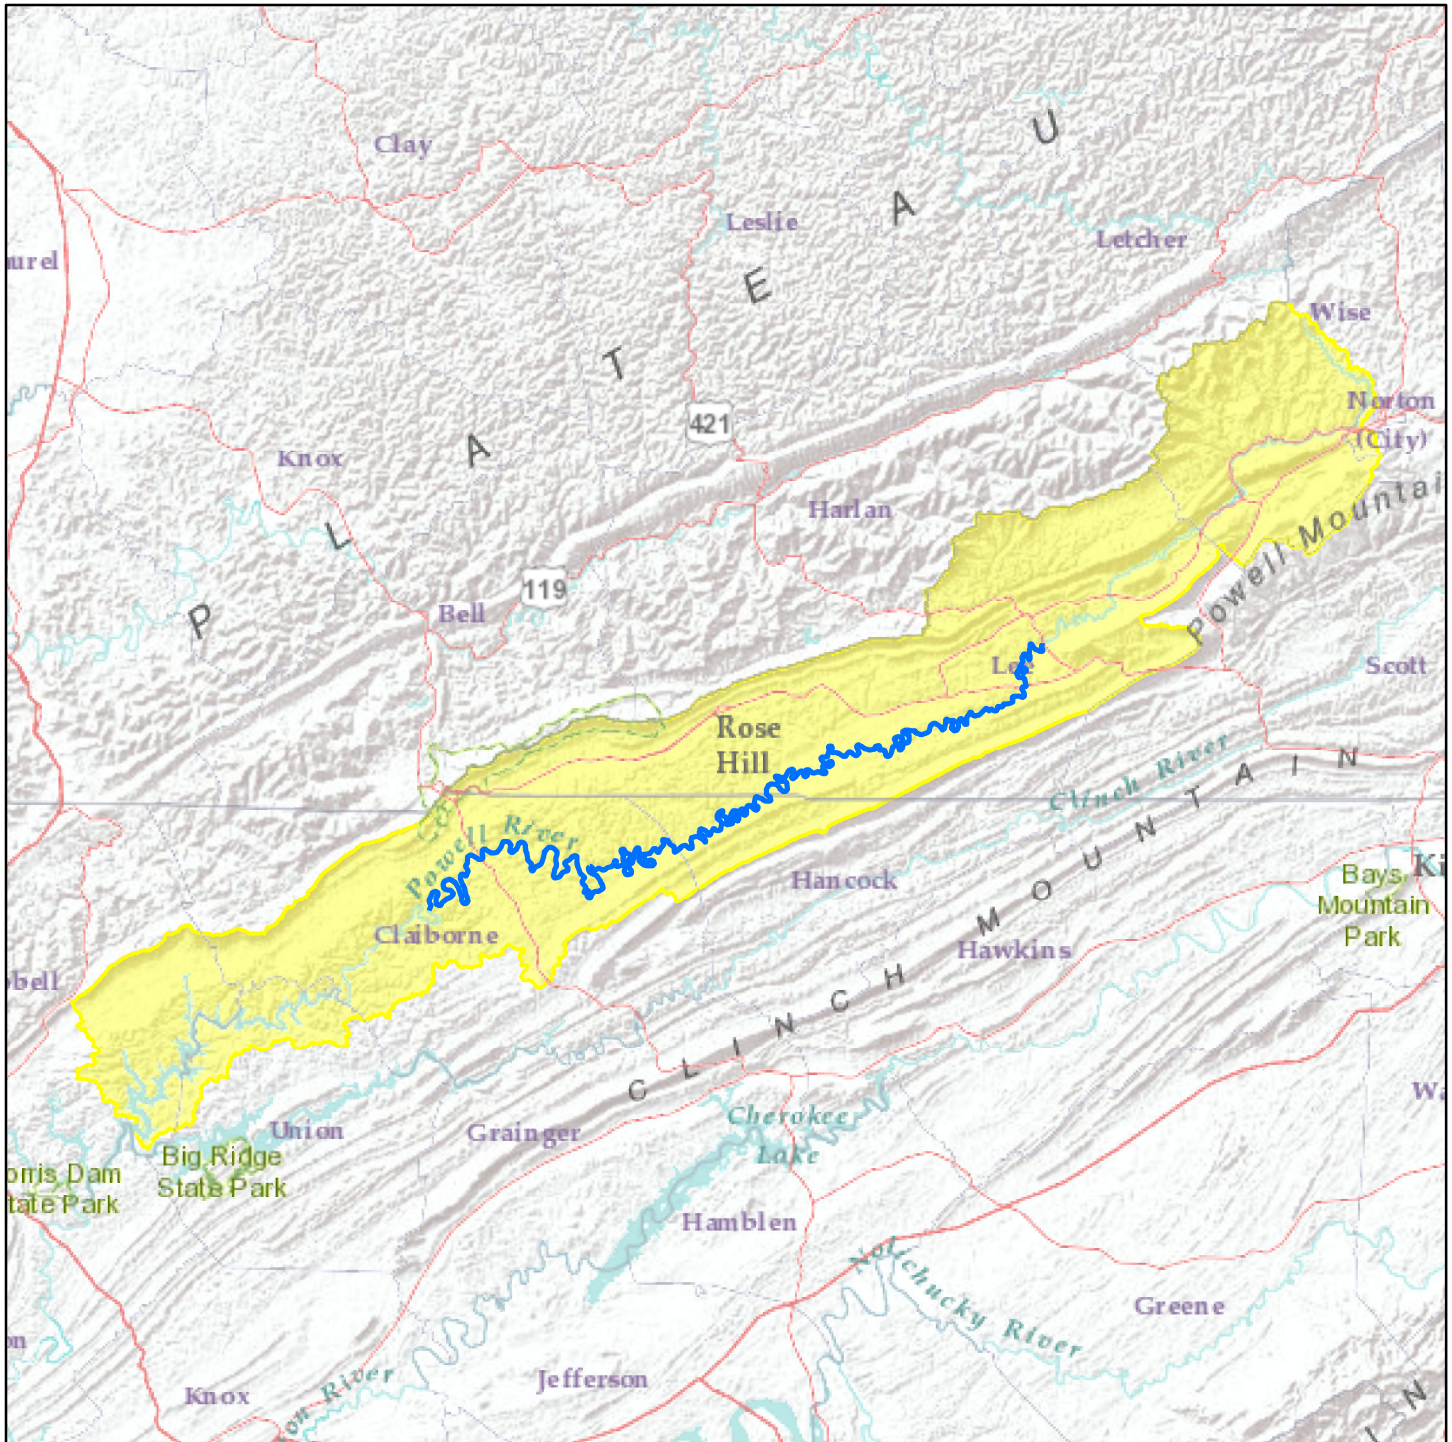 Clay
U
A
Leslie
Letcher
urel
E
Wise
T
Norton
(City)
421
A
Knox
Harlan
Powell Mountai
L
119
Bell
P
Lee
Scott
Rose
Hill
Clinch River
Powell River
Hancock
Bays
Mountain
Park
Ki
Claiborne
Hawkins
CLINCH MOUNTAIN
bell
Cherokee
Lake
Union
Grainger
Wa
Big Ridge
State Park
orris Dam
tate Park
Hamblen
Nolichucky River
Greene
on
Jefferson
Knox
on River
I N